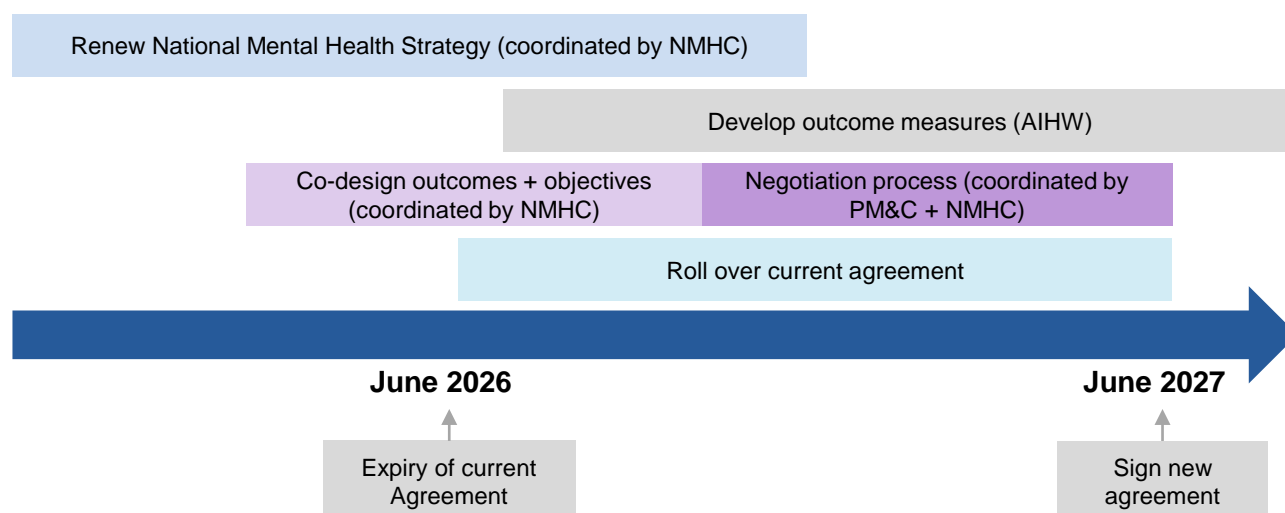 Renew National Mental Health Strategy (coordinated by NMHC)
Develop outcome measures (AIHW)
Co-design outcomes + objectives
(coordinated by NMHC)
Negotiation process (coordinated by
PM&C + NMHC)
Roll over current agreement
June 2026
June 2027
Expiry of current
Agreement
Sign new
agreement